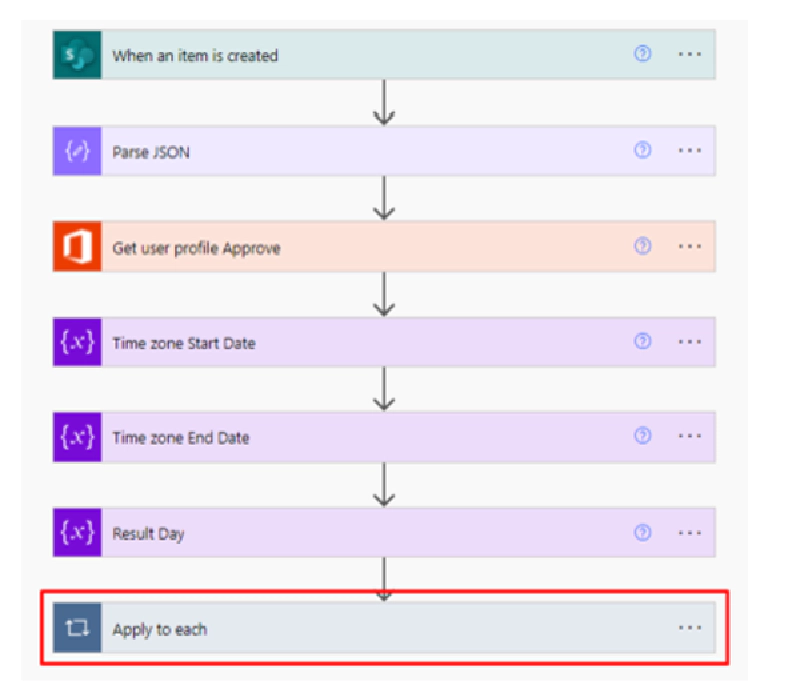 When an item is created
Parse JSON
Get user profile Approve
Time zone Start Date
Time zone End Date
Result Day
Apply to each